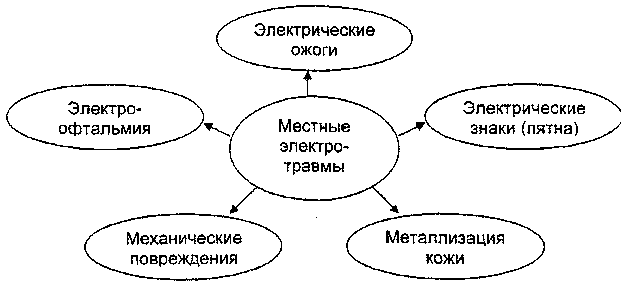 Электрические
ожоги
Электро-
офтальмия
Местные
электро-
травмы
Электрические
знаки (пятна)
Механические
повреждения
Металлизация
кожи